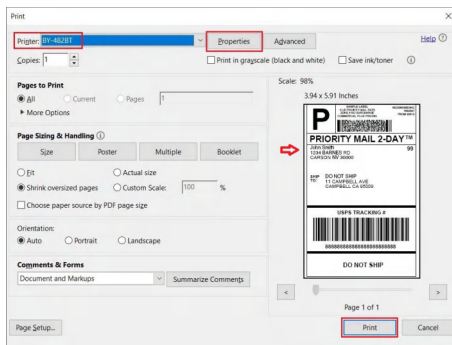 Print
Printer: BY-482BT
Properties
Advanced
Help
Copies: 1
Print in grayscale (black and white)
Save ink/toner
Pages to Print
All
Current
Pages
1
More Options
Page Sizing & Handling
Size
Poster
Multiple
Booklet
Fit
Actual size
Shrink oversized pages
Custom Scale: 100 %
Choose paper source by PDF page size
Orientation:
Auto
Portrait
Landscape
Comments & Forms
Document and Markups
Summarize Comments
Scale: 98%
3.94 x 5.91 Inches
P
PRIORITY MAIL 2-DAY™
John Smith
99
1234 BARNES RD
CARSON NV 30000
SHIP TO:
DO NOT SHIP
11 CAMPBELL AVE
CAMPBELL CA 95009
USPS TRACKING #
DO NOT SHIP
<
>
Page 1 of 1
Page Setup...
Print
Cancel